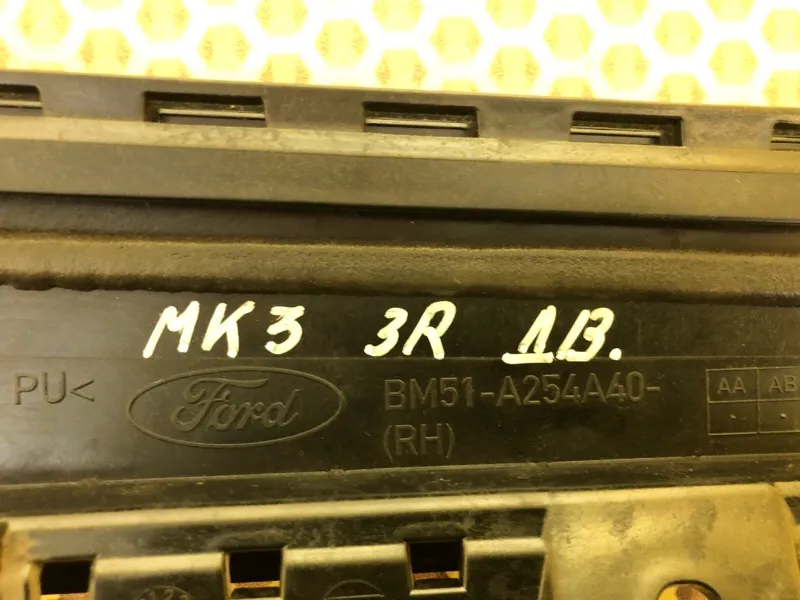 MK3 3R ДВ.
PU< Ford BM51-A254A40- AA AB
(RH)